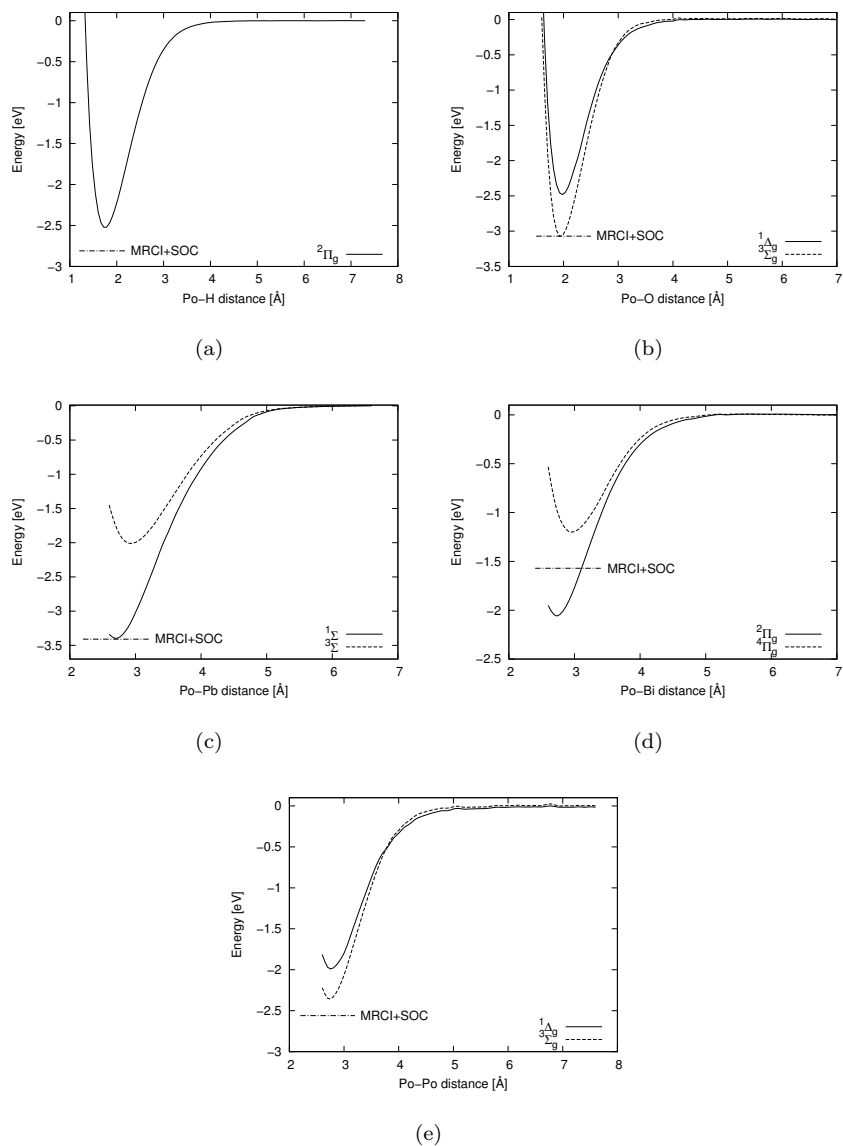 0
−0.5
−1
−1.5
−2
−2.5
−3
1 2 3 4 5 6 7 8
Energy [eV]
Po−H distance [Å]
MRCI+SOC
²Πg
(a)
0
−0.5
−1
−1.5
−2
−2.5
−3
−3.5
1 2 3 4 5 6 7
Energy [eV]
Po−O distance [Å]
MRCI+SOC
¹Δg
³Σg
(b)
0
−0.5
−1
−1.5
−2
−2.5
−3
−3.5
2 3 4 5 6 7
Energy [eV]
Po−Pb distance [Å]
MRCI+SOC
¹Σ
³Σ
(c)
0
−0.5
−1
−1.5
−2
−2.5
2 3 4 5 6 7
Energy [eV]
Po−Bi distance [Å]
MRCI+SOC
²Πg
⁴Πg
(d)
0
−0.5
−1
−1.5
−2
−2.5
−3
2 3 4 5 6 7 8
Energy [eV]
Po−Po distance [Å]
MRCI+SOC
¹Δg
³Σg
(e)